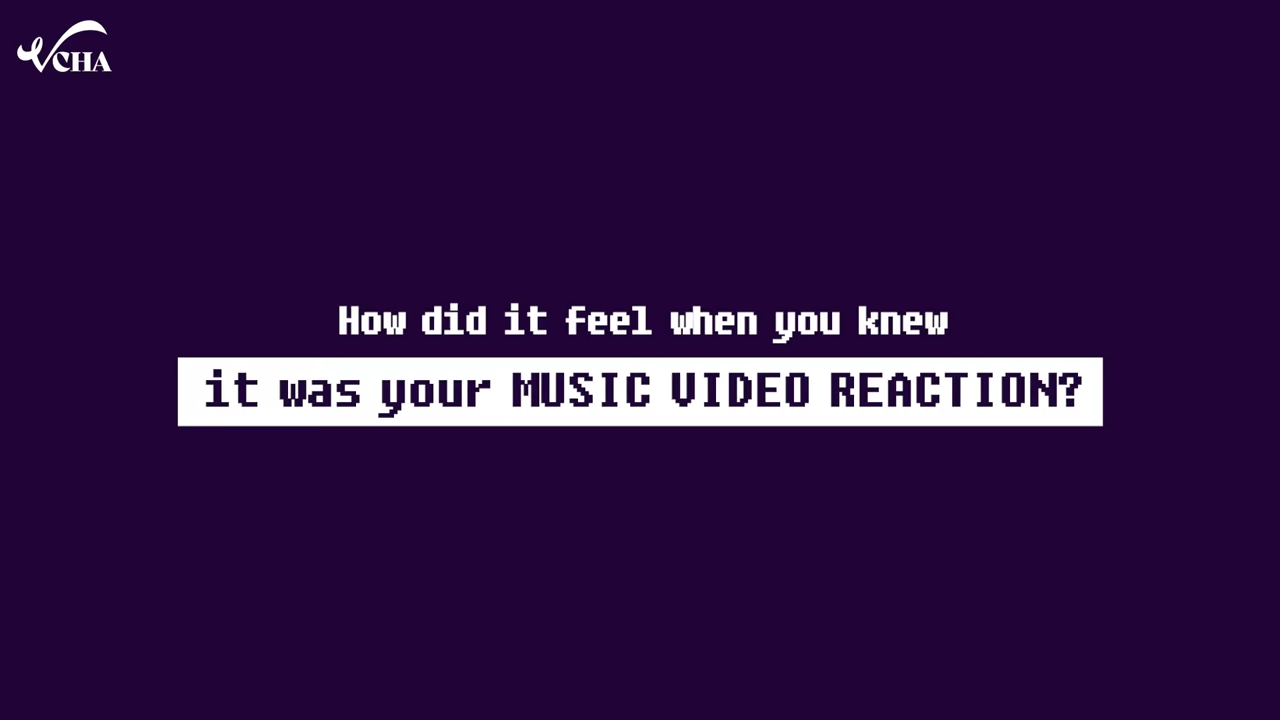 VCHA
How did it feel when you knew
it was your MUSIC VIDEO REACTION?